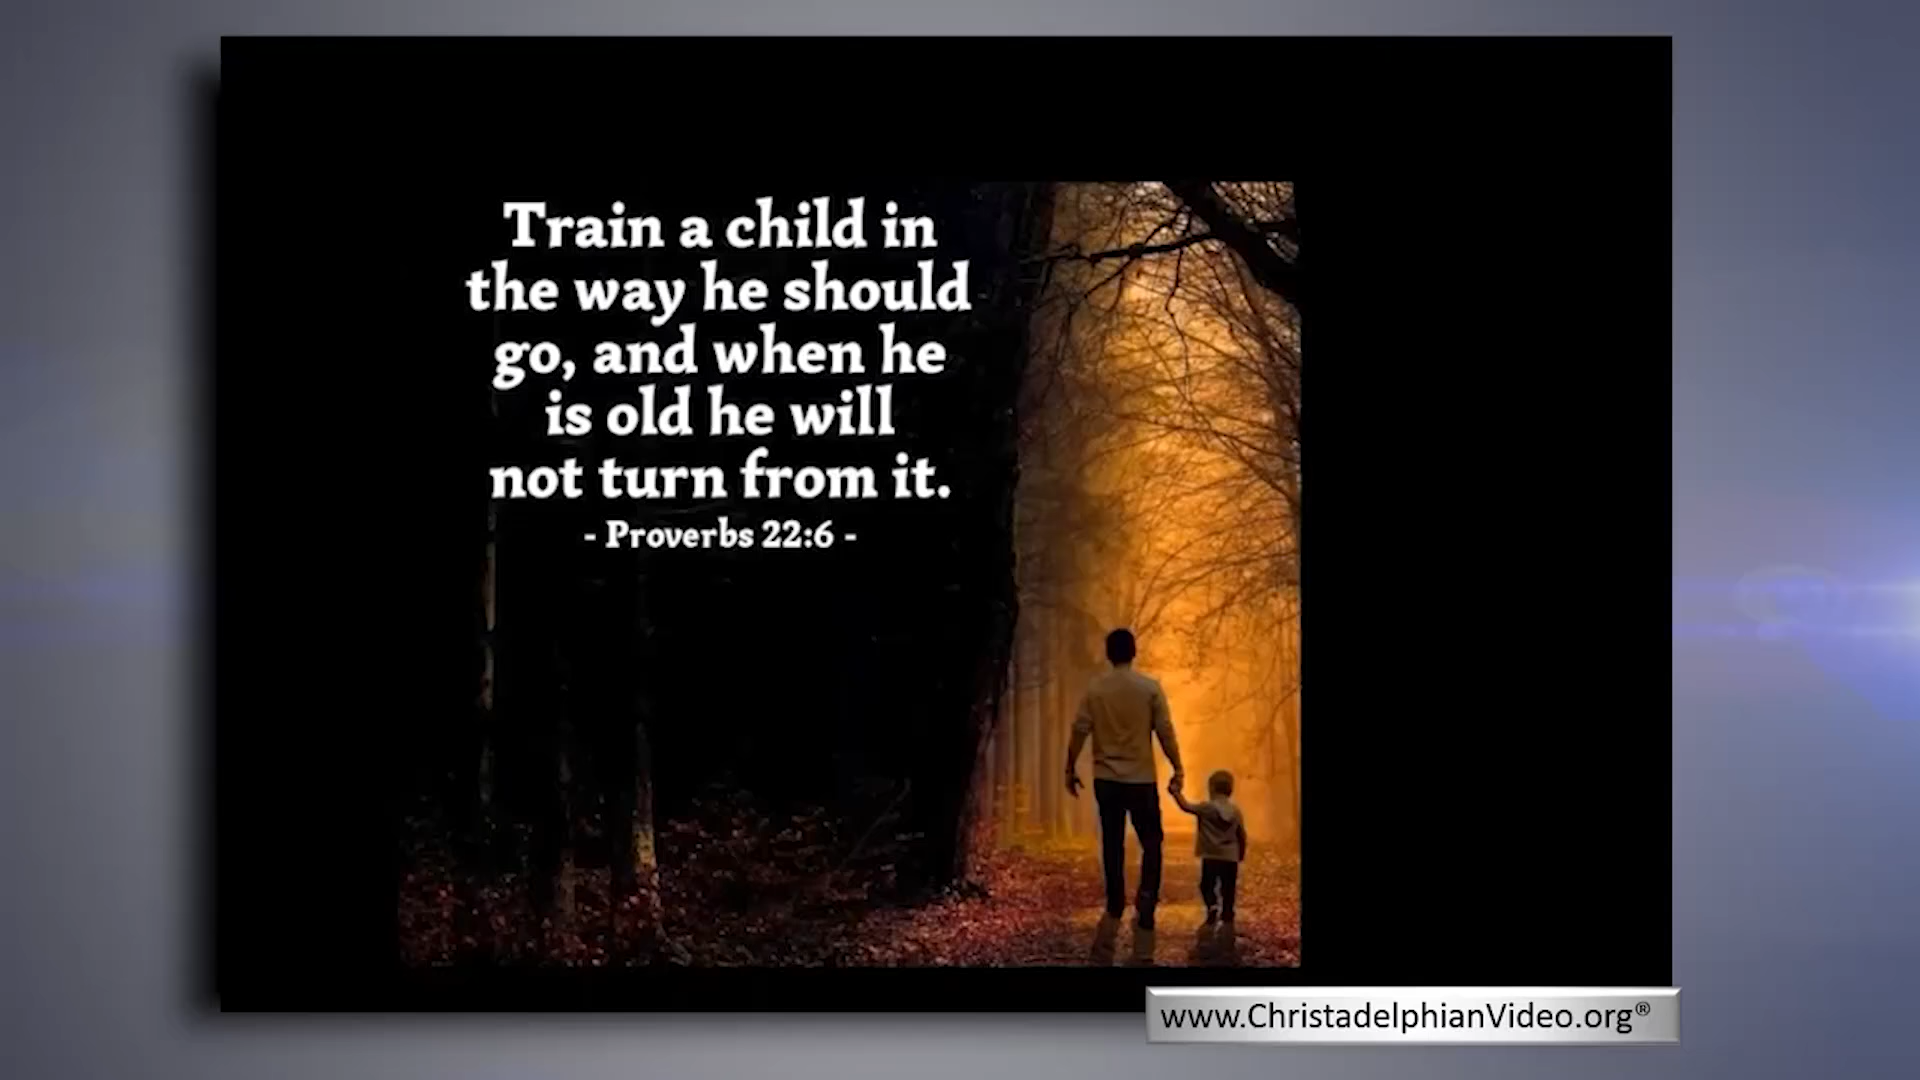 Train a child in
the way he should
go, and when he
is old he will
not turn from it.
- Proverbs 22:6 -
www.ChristadelphianVideo.org®